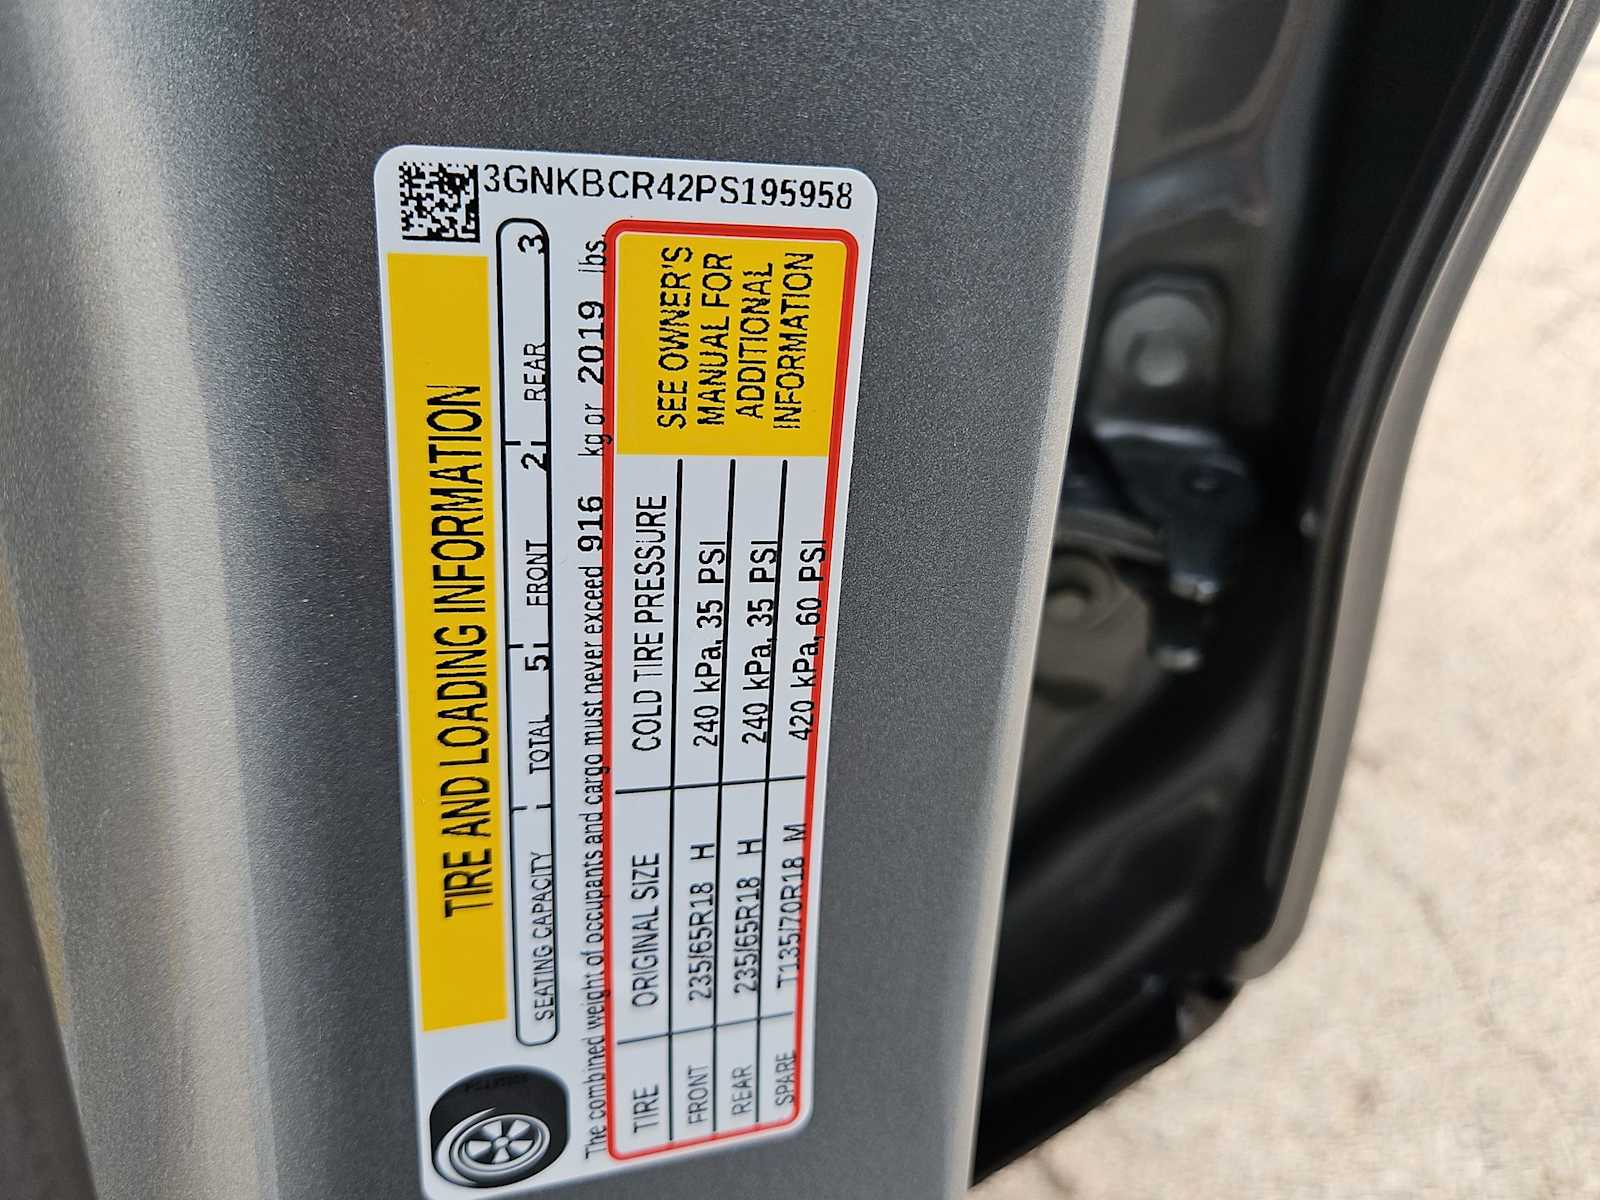 3GNKBCR42PS195958
TIRE AND LOADING INFORMATION
SEATING CAPACITY TOTAL 5 FRONT 2 REAR 3
The combined weight of occupants and cargo must never exceed 916 kg or 2019 lbs.
TIRE ORIGINAL SIZE COLD TIRE PRESSURE
FRONT 235/65R18 H 240 kPa, 35 PSI
REAR 235/65R18 H 240 kPa, 35 PSI
SPARE T135/70R18 M 420 kPa, 60 PSI
SEE OWNER'S
MANUAL FOR
ADDITIONAL
INFORMATION